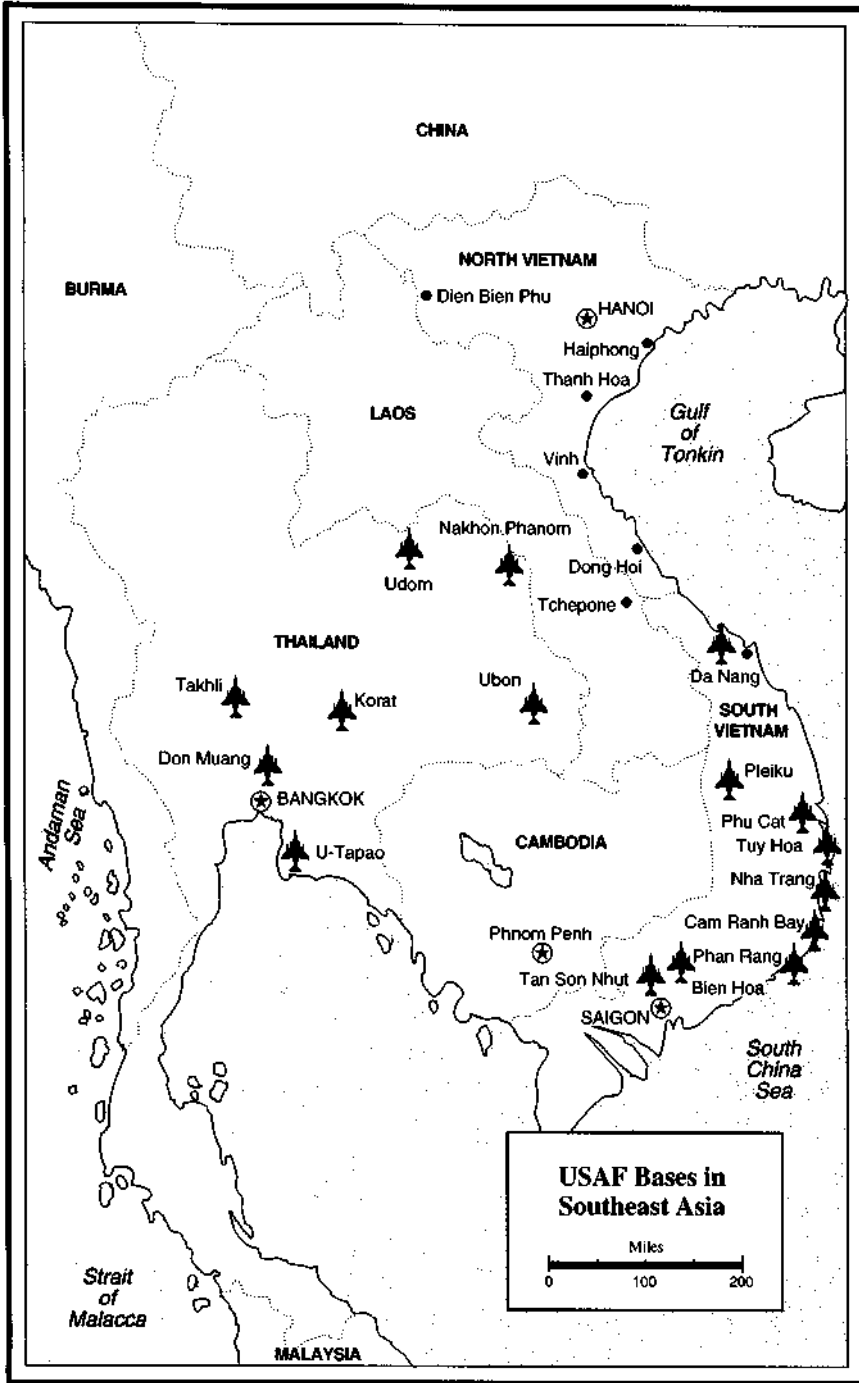 CHINA
NORTH VIETNAM
BURMA
Dien Bien Phu
HANOI
Haiphong
Thanh Hoa
LAOS
Gulf
of
Tonkin
Vinh
Nakhon Phanom
Udorn
Dong Hoi
Tchepone
THAILAND
Da Nang
Takhli
Korat
Ubon
SOUTH
VIETNAM
Don Muang
Pleiku
BANGKOK
Andaman
Sea
Phu Cat
CAMBODIA
Tuy Hoa
U-Tapao
Nha Trang
Cam Ranh Bay
Phnom Penh
Phan Rang
Tan Son Nhut
Bien Hoa
SAIGON
South
China
Sea
USAF Bases in
Southeast Asia
Miles
0 100 200
Strait
of
Malacca
MALAYSIA